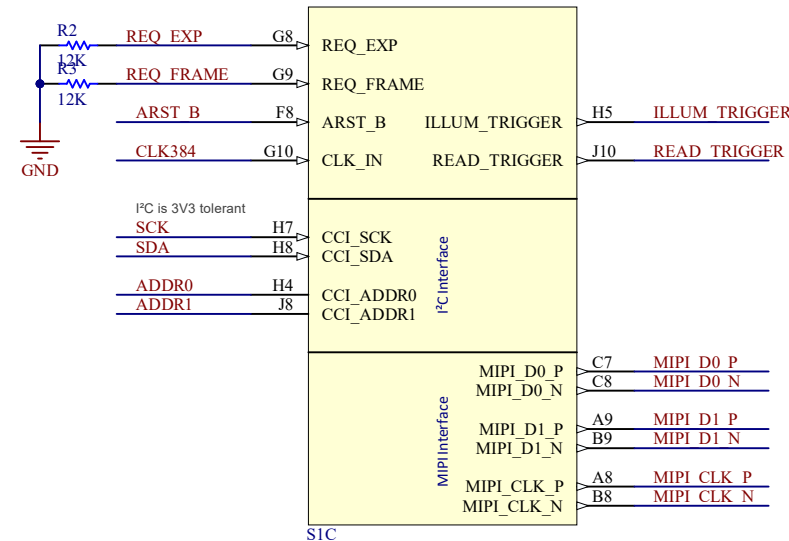 R2
12K
REQ_EXP
G8
REQ_EXP
R3
12K
REQ_FRAME
G9
REQ_FRAME
ARST_B
F8
ARST_B
ILLUM_TRIGGER
H5
ILLUM_TRIGGER
CLK384
G10
CLK_IN
READ_TRIGGER
J10
READ_TRIGGER
GND
I²C is 3V3 tolerant
SCK
H7
CCI_SCK
SDA
H8
CCI_SDA
ADDR0
H4
CCI_ADDR0
ADDR1
J8
CCI_ADDR1
I²C Interface
MIPI_D0_P
C7
MIPI_D0_P
MIPI_D0_N
C8
MIPI_D0_N
MIPI_D1_P
A9
MIPI_D1_P
MIPI_D1_N
B9
MIPI_D1_N
MIPI_CLK_P
A8
MIPI_CLK_P
MIPI_CLK_N
B8
MIPI_CLK_N
MIPI Interface
S1C